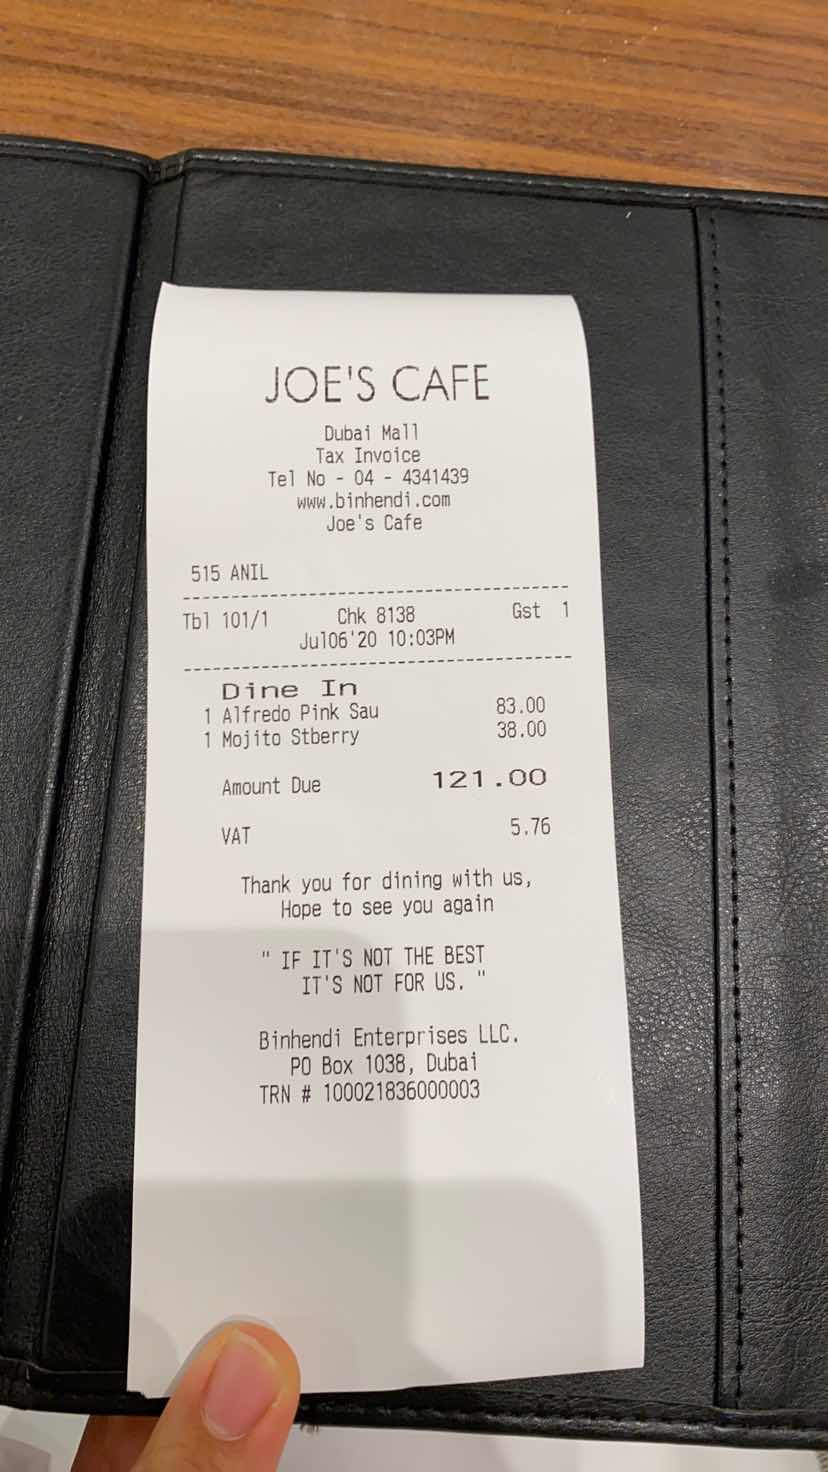 JOE'S CAFE
Dubai Mall
Tax Invoice
Tel No - 04 - 4341439
www.binhendi.com
Joe's Cafe
515 ANIL
Tbl 101/1 Chk 8138 Gst 1
Jul06'20 10:03PM
Dine In
1 Alfredo Pink Sau 83.00
1 Mojito Stberry 38.00
Amount Due 121.00
VAT 5.76
Thank you for dining with us,
Hope to see you again
" IF IT'S NOT THE BEST
IT'S NOT FOR US. "
Binhendi Enterprises LLC.
PO Box 1038, Dubai
TRN # 100021836000003